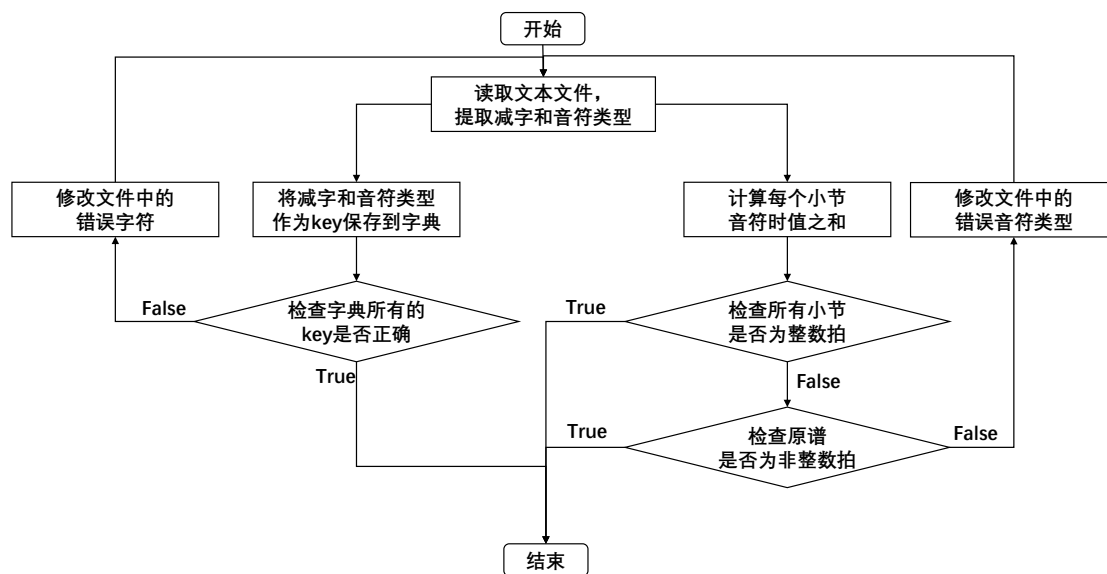 开始
读取文本文件，
提取减字和音符类型
修改文件中的
错误字符
将减字和音符类型
作为key保存到字典
计算每个小节
音符时值之和
修改文件中的
错误音符类型
False
检查字典所有的
key是否正确
True
True
检查所有小节
是否为整数拍
False
True
检查原谱
是否为非整数拍
False
结束